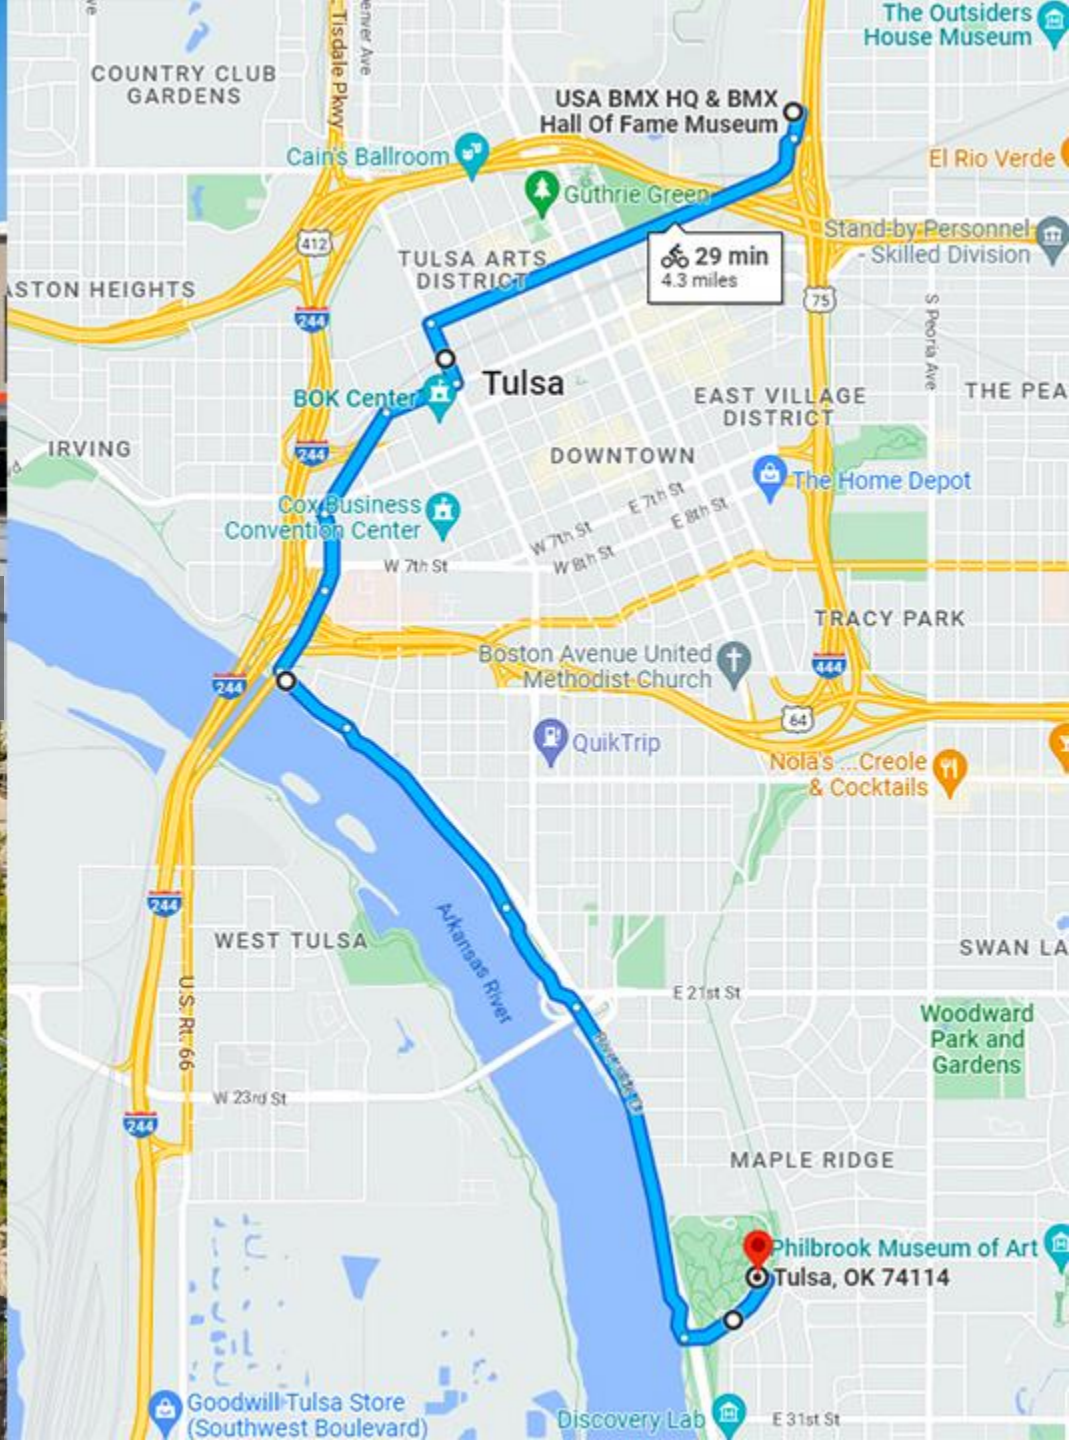 The Outsiders
House Museum
Tisdale Pkwy
COUNTRY CLUB
GARDENS
USA BMX HQ & BMX
Hall Of Fame Museum
Cain's Ballroom
El Rio Verde
Guthrie Green
412
Stand-by Personnel
- Skilled Division
TULSA ARTS
DISTRICT
29 min
4.3 miles
ASTON HEIGHTS
75
244
S Peoria Ave
Tulsa
BOK Center
EAST VILLAGE
DISTRICT
THE PEA
IRVING
244
DOWNTOWN
The Home Depot
E 7th St
E 8th St
Cox Business
Convention Center
W 7th St
W 8th St
W 7th St
TRACY PARK
Boston Avenue United
Methodist Church
444
244
64
QuikTrip
Nola's ...Creole
& Cocktails
244
Arkansas River
WEST TULSA
SWAN LA
E 21st St
U.S. Rt. 66
Woodward
Park and
Gardens
W 23rd St
244
MAPLE RIDGE
Philbrook Museum of Art
Tulsa, OK 74114
Goodwill Tulsa Store
(Southwest Boulevard)
Discovery Lab
E 31st St